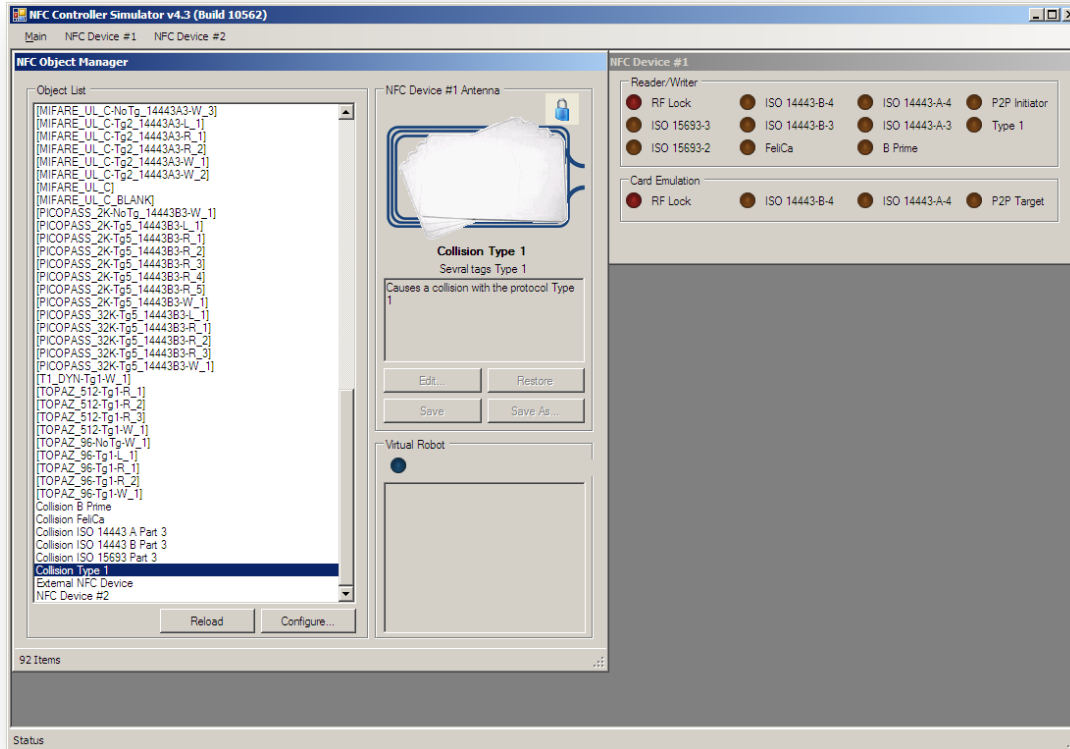 NFC Controller Simulator v4.3 (Build 10562)
Main NFC Device #1 NFC Device #2
NFC Object Manager
Object List
[MIFARE_UL_C-NoTg_14443A3-W_3]
[MIFARE_UL_C-Tg2_14443A3-L_1]
[MIFARE_UL_C-Tg2_14443A3-R_1]
[MIFARE_UL_C-Tg2_14443A3-R_2]
[MIFARE_UL_C-Tg2_14443A3-W_1]
[MIFARE_UL_C-Tg2_14443A3-W_2]
[MIFARE_UL_C]
[MIFARE_UL_C_BLANK]
[PICOPASS_2K-NoTg_14443B3-W_1]
[PICOPASS_2K-Tg5_14443B3-L_1]
[PICOPASS_2K-Tg5_14443B3-R_1]
[PICOPASS_2K-Tg5_14443B3-R_2]
[PICOPASS_2K-Tg5_14443B3-R_3]
[PICOPASS_2K-Tg5_14443B3-R_4]
[PICOPASS_2K-Tg5_14443B3-R_5]
[PICOPASS_2K-Tg5_14443B3-W_1]
[PICOPASS_32K-Tg5_14443B3-L_1]
[PICOPASS_32K-Tg5_14443B3-R_1]
[PICOPASS_32K-Tg5_14443B3-R_2]
[PICOPASS_32K-Tg5_14443B3-R_3]
[PICOPASS_32K-Tg5_14443B3-W_1]
[T1_DYN-Tg1-W_1]
[TOPAZ_512-Tg1-R_1]
[TOPAZ_512-Tg1-R_2]
[TOPAZ_512-Tg1-R_3]
[TOPAZ_512-Tg1-W_1]
[TOPAZ_96-NoTg-W_1]
[TOPAZ_96-Tg1-L_1]
[TOPAZ_96-Tg1-R_1]
[TOPAZ_96-Tg1-R_2]
[TOPAZ_96-Tg1-W_1]
Collision B Prime
Collision FeliCa
Collision ISO 14443 A Part 3
Collision ISO 14443 B Part 3
Collision ISO 15693 Part 3
Collision Type 1
External NFC Device
NFC Device #2
Reload Configure...
92 Items
NFC Device #1 Antenna
Collision Type 1
Sevral tags Type 1
Causes a collision with the protocol Type
1
Edit... Restore
Save Save As...
Virtual Robot
NFC Device #1
Reader/Writer
RF Lock ISO 14443-B-4 ISO 14443-A-4 P2P Initiator
ISO 15693-3 ISO 14443-B-3 ISO 14443-A-3 Type 1
ISO 15693-2 FeliCa B Prime
Card Emulation
RF Lock ISO 14443-B-4 ISO 14443-A-4 P2P Target
Status